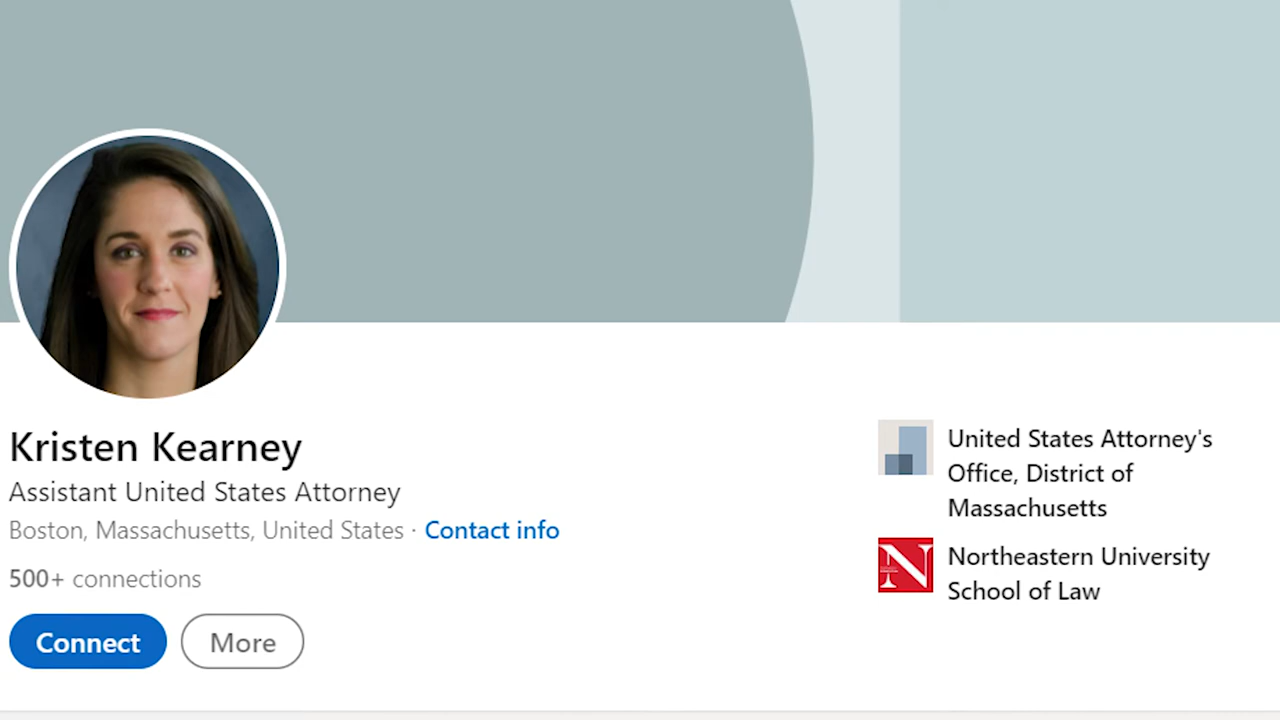 Kristen Kearney
Assistant United States Attorney
Boston, Massachusetts, United States · Contact info
500+ connections
Connect
More
United States Attorney's
Office, District of
Massachusetts
N
Northeastern University
School of Law